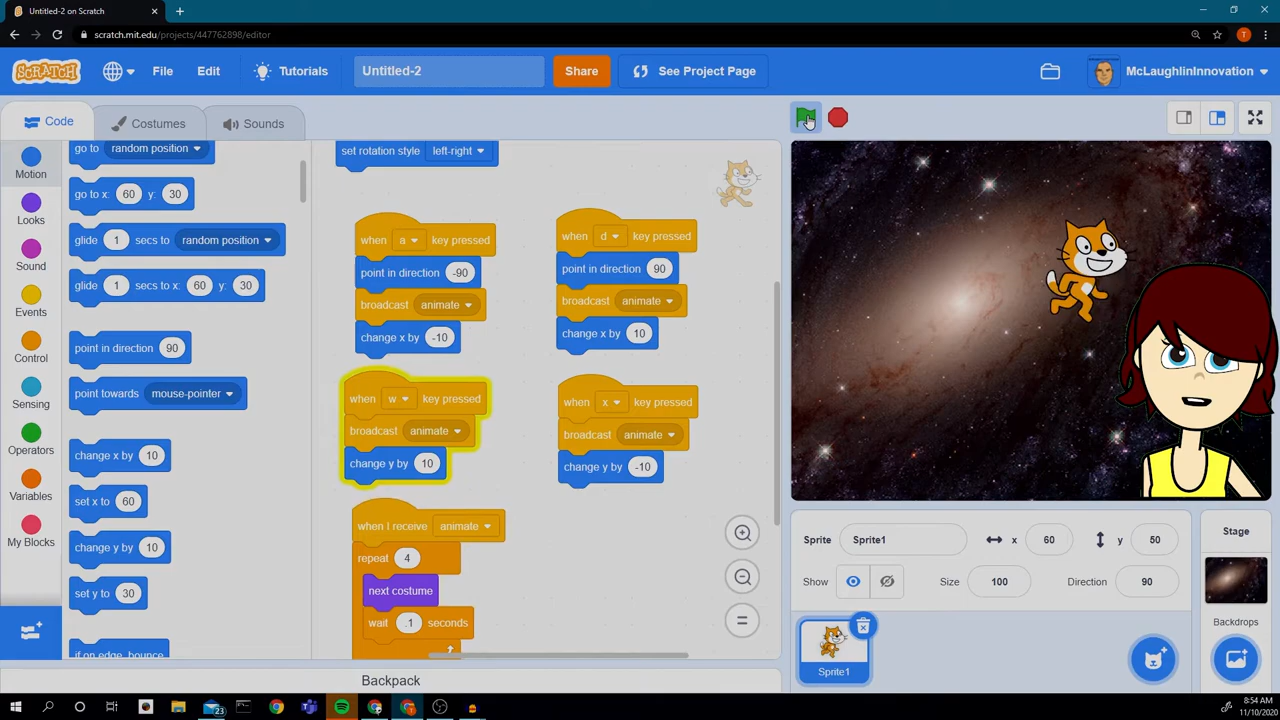 Untitled-2 on Scratch
scratch.mit.edu/projects/447762898/editor
T
SCRATCH
File
Edit
Tutorials
Untitled-2
Share
See Project Page
McLaughlinInnovation
Code
Costumes
Sounds
Motion
Looks
Sound
Events
Control
Sensing
Operators
Variables
My Blocks
go to random position
go to x: 60 y: 30
glide 1 secs to random position
glide 1 secs to x: 60 y: 30
point in direction 90
point towards mouse-pointer
change x by 10
set x to 60
change y by 10
set y to 30
if on edge, bounce
set rotation style left-right
when a key pressed
point in direction -90
broadcast animate
change x by -10
when d key pressed
point in direction 90
broadcast animate
change x by 10
when w key pressed
broadcast animate
change y by 10
when x key pressed
broadcast animate
change y by -10
when I receive animate
repeat 4
next costume
wait .1 seconds
Sprite
Sprite1
x
60
y
50
Show
Size
100
Direction
90
Sprite1
Stage
Backdrops
Backpack
23
8:54 AM
11/10/2020